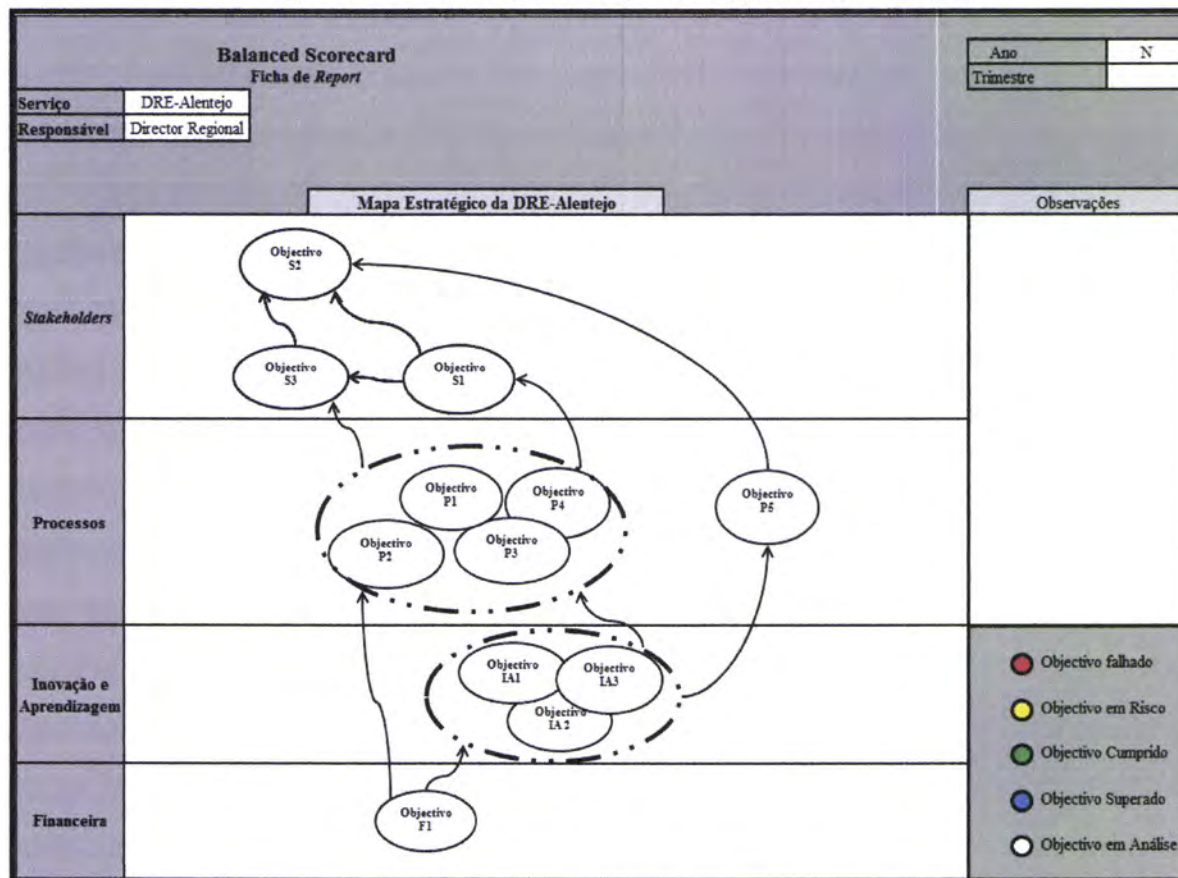 Balanced Scorecard
Ficha de Report
Ano N
Trimestre
Serviço DRE-Alentejo
Responsável Director Regional
Mapa Estratégico da DRE-Alentejo
Observações
Stakeholders
Objectivo
S2
Objectivo
S3
Objectivo
S1
Processos
Objectivo
P1
Objectivo
P4
Objectivo
P2
Objectivo
P3
Objectivo
P5
Inovação e
Aprendizagem
Objectivo
IA1
Objectivo
IA3
Objectivo
IA 2
Financeira
Objectivo
F1
Objectivo falhado
Objectivo em Risco
Objectivo Cumprido
Objectivo Superado
Objectivo em Análise